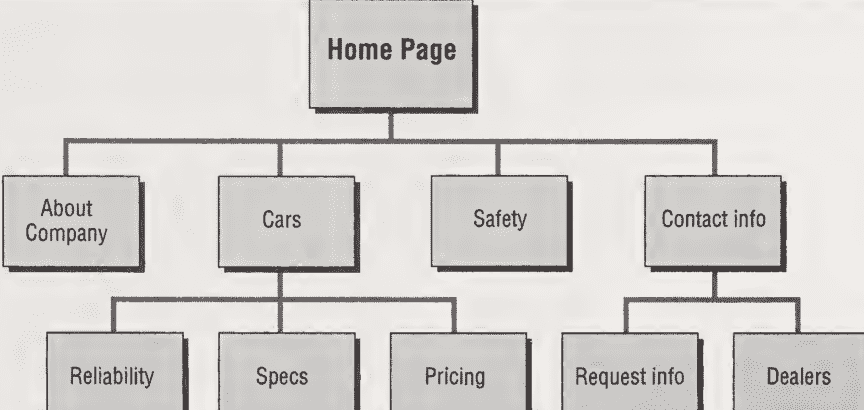 Home Page
About
Company
Cars
Safety
Contact info
Reliability
Specs
Pricing
Request info
Dealers